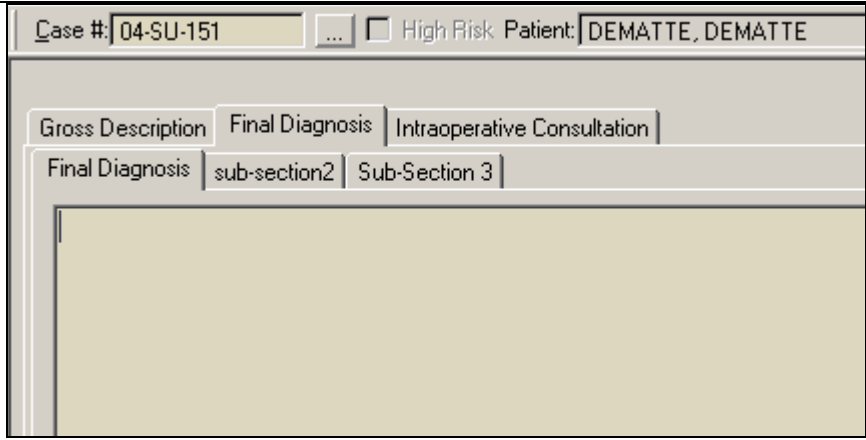 Case #: 04-SU-151 ... High Risk Patient: DEMATTE, DEMATTE
Gross Description Final Diagnosis Intraoperative Consultation
Final Diagnosis sub-section2 Sub-Section 3